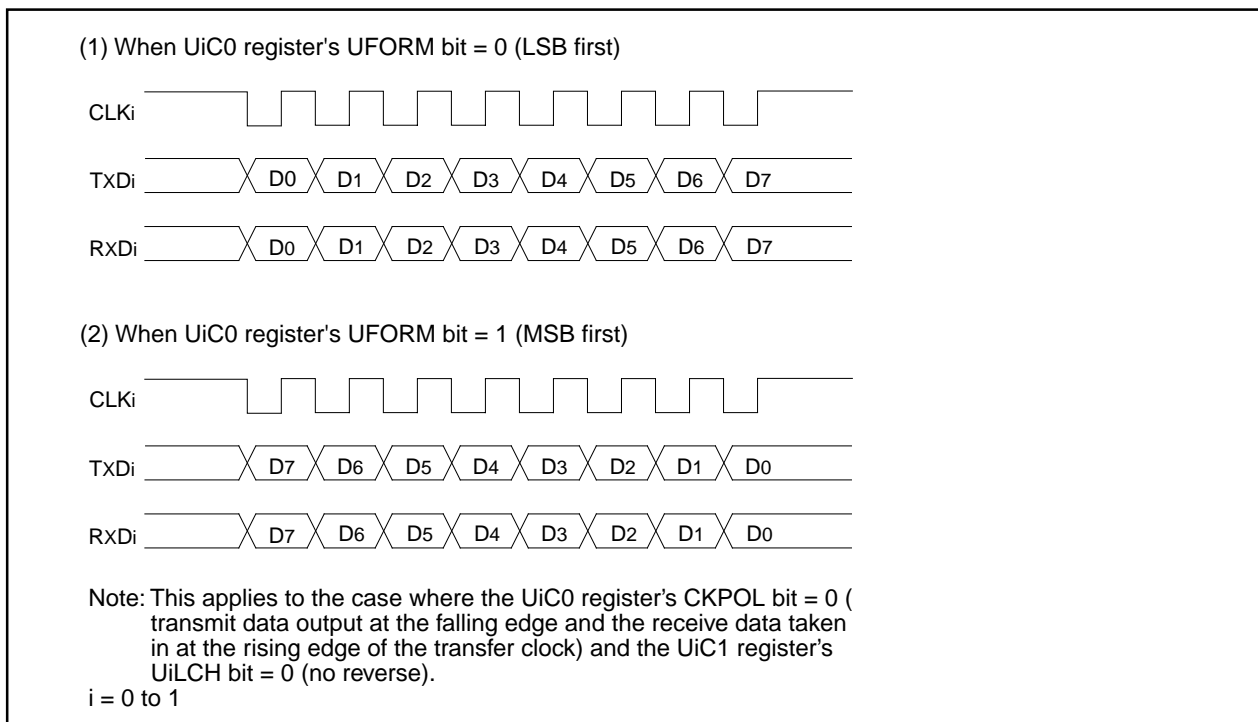 (1) When UiC0 register's UFORM bit = 0 (LSB first)
CLKi
TXDi D0 D1 D2 D3 D4 D5 D6 D7
RXDi D0 D1 D2 D3 D4 D5 D6 D7
(2) When UiC0 register's UFORM bit = 1 (MSB first)
CLKi
TXDi D7 D6 D5 D4 D3 D2 D1 D0
RXDi D7 D6 D5 D4 D3 D2 D1 D0
Note: This applies to the case where the UiC0 register's CKPOL bit = 0 (
transmit data output at the falling edge and the receive data taken
in at the rising edge of the transfer clock) and the UiC1 register's
UiLCH bit = 0 (no reverse).
i = 0 to 1